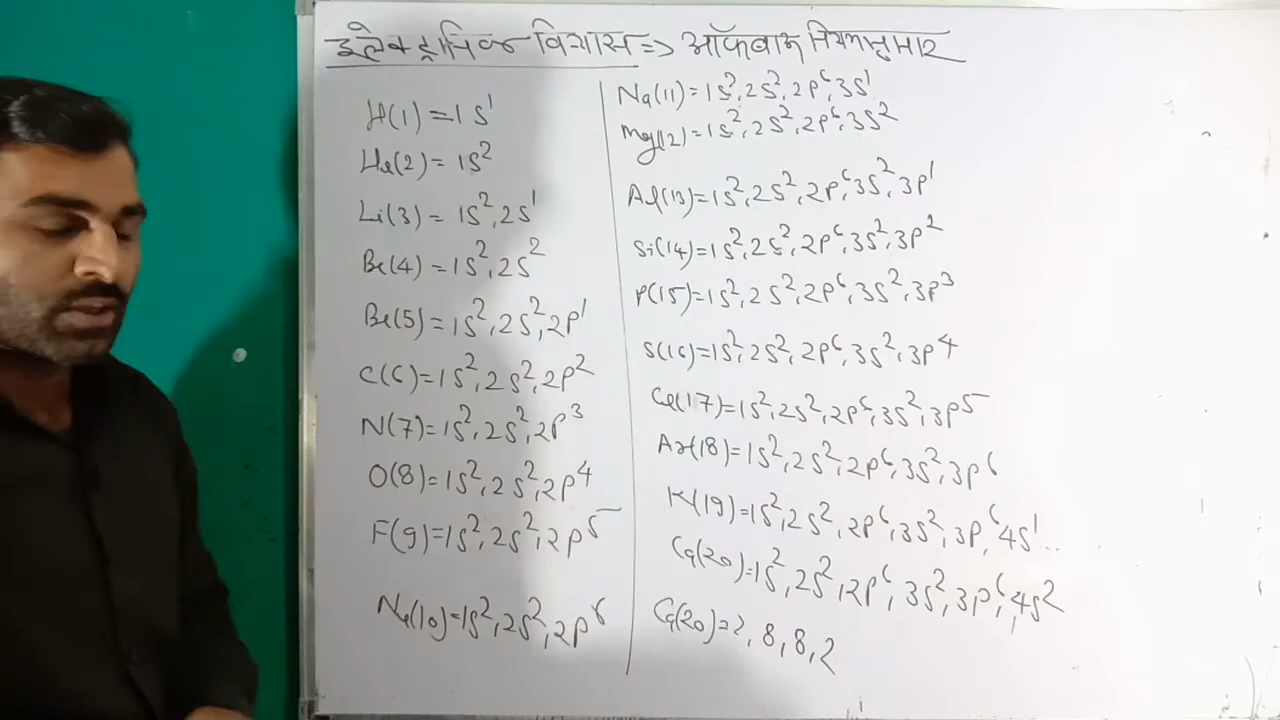 इलेक्ट्रानिक विन्यास => ऑफबाऊ नियमानुसार
H(1) = 1s¹
He(2) = 1s²
Li(3) = 1s², 2s¹
Be(4) = 1s², 2s²
Be(5) = 1s², 2s², 2p¹
C(6) = 1s², 2s², 2p²
N(7) = 1s², 2s², 2p³
O(8) = 1s², 2s², 2p⁴
F(9) = 1s², 2s², 2p⁵
Ne(10) = 1s², 2s², 2p⁶
Na(11) = 1s², 2s², 2p⁶, 3s¹
Mg(12) = 1s², 2s², 2p⁶, 3s²
Al(13) = 1s², 2s², 2p⁶, 3s², 3p¹
Si(14) = 1s², 2s², 2p⁶, 3s², 3p²
P(15) = 1s², 2s², 2p⁶, 3s², 3p³
S(16) = 1s², 2s², 2p⁶, 3s², 3p⁴
Cl(17) = 1s², 2s², 2p⁶, 3s², 3p⁵
Ar(18) = 1s², 2s², 2p⁶, 3s², 3p⁶
K(19) = 1s², 2s², 2p⁶, 3s², 3p⁶, 4s¹
Ca(20) = 1s², 2s², 2p⁶, 3s², 3p⁶, 4s²
Ca(20) = 2, 8, 8, 2